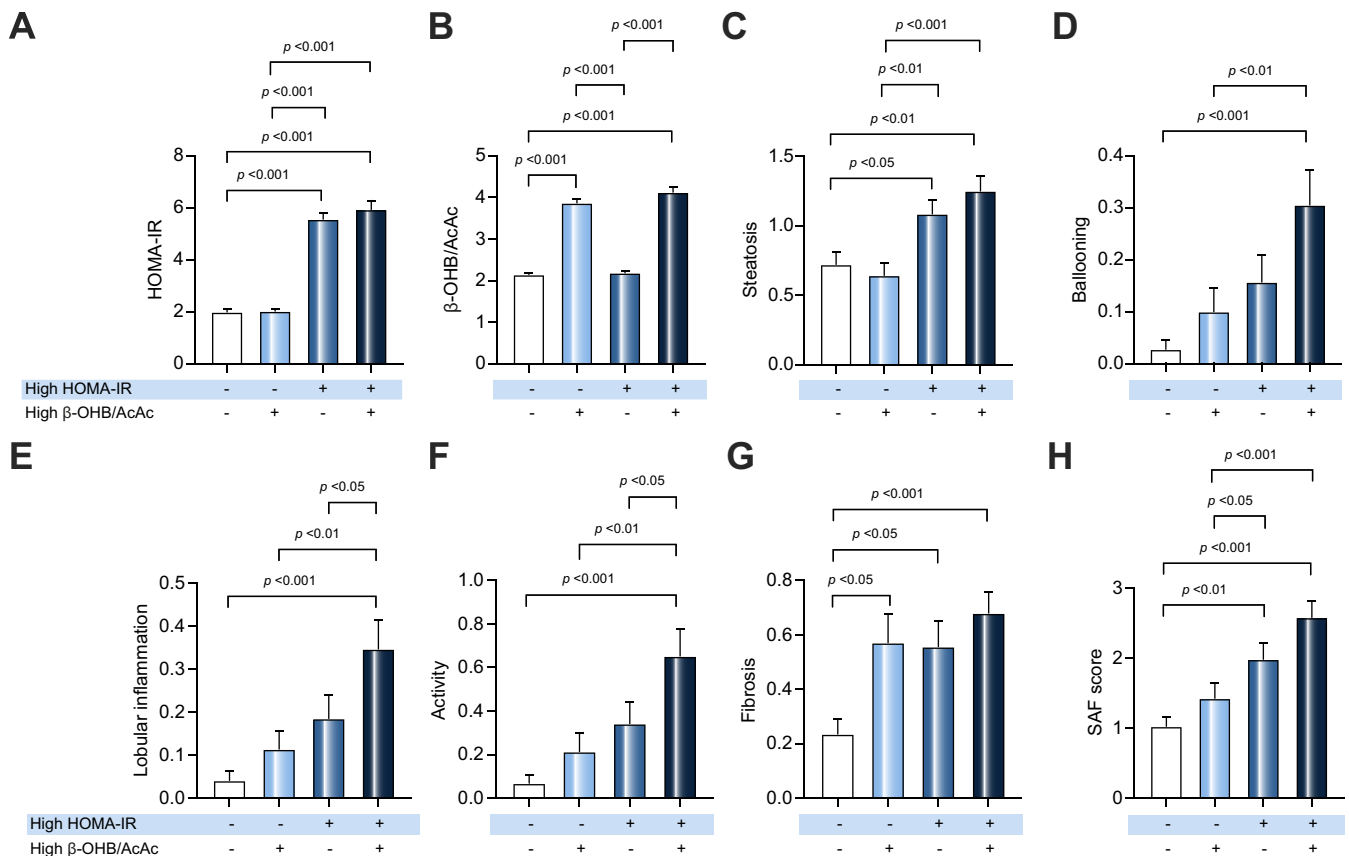 A
p <0.001
p <0.001
p <0.001
p <0.001
HOMA-IR
8
6
4
2
0
B
p <0.001
p <0.001
p <0.001
p <0.001
β-OHB/AcAc
5
4
3
2
1
0
C
p <0.001
p <0.01
p <0.01
p <0.05
Steatosis
1.5
1.0
0.5
0.0
D
p <0.01
p <0.001
Ballooning
0.4
0.3
0.2
0.1
0.0
High HOMA-IR - - + + - - + + - - + + - - + +
High β-OHB/AcAc - + - + - + - + - + - + - + - +
E
p <0.05
p <0.01
p <0.001
Lobular inflammation
0.5
0.4
0.3
0.2
0.1
0.0
F
p <0.05
p <0.01
p <0.001
Activity
1.0
0.8
0.6
0.4
0.2
0.0
G
p <0.001
p <0.05
p <0.05
Fibrosis
0.8
0.6
0.4
0.2
0.0
H
p <0.001
p <0.05
p <0.001
p <0.01
SAF score
3
2
1
0
High HOMA-IR - - + + - - + + - - + + - - + +
High β-OHB/AcAc - + - + - + - + - + - + - + - +